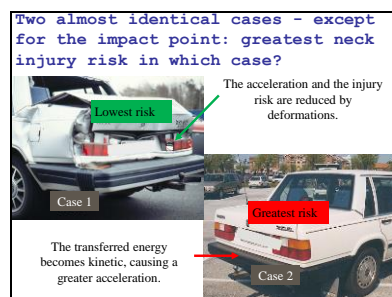 Two almost identical cases - except
for the impact point: greatest neck
injury risk in which case?
The acceleration and the injury
risk are reduced by
deformations.
Lowest risk
Case 1
Greatest risk
The transferred energy
becomes kinetic, causing a
greater acceleration.
Case 2